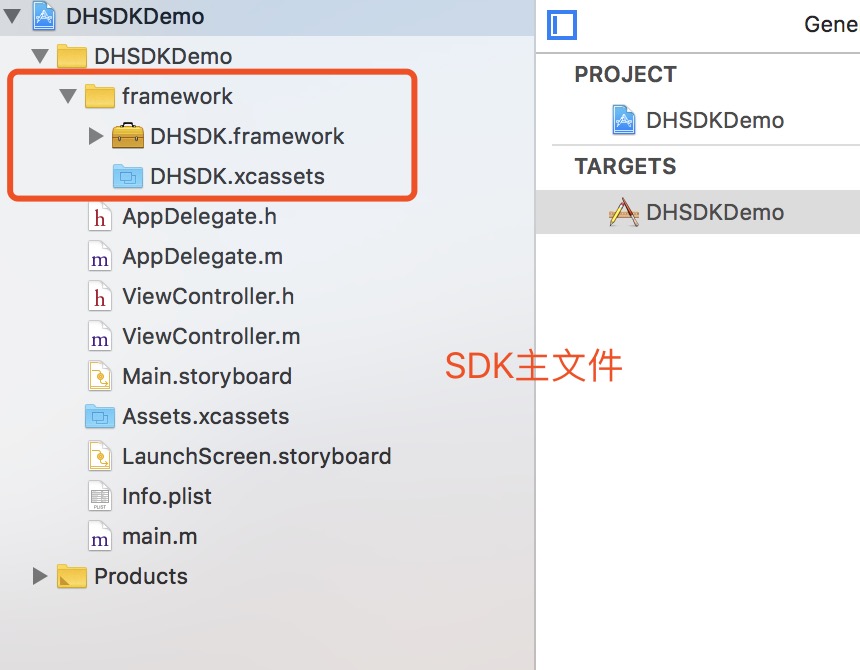 DHSDKDemo
DHSDKDemo
framework
DHSDK.framework
DHSDK.xcassets
h AppDelegate.h
m AppDelegate.m
h ViewController.h
m ViewController.m
Main.storyboard
Assets.xcassets
LaunchScreen.storyboard
PLIST Info.plist
m main.m
Products
Gene
PROJECT
DHSDKDemo
TARGETS
DHSDKDemo
SDK主文件